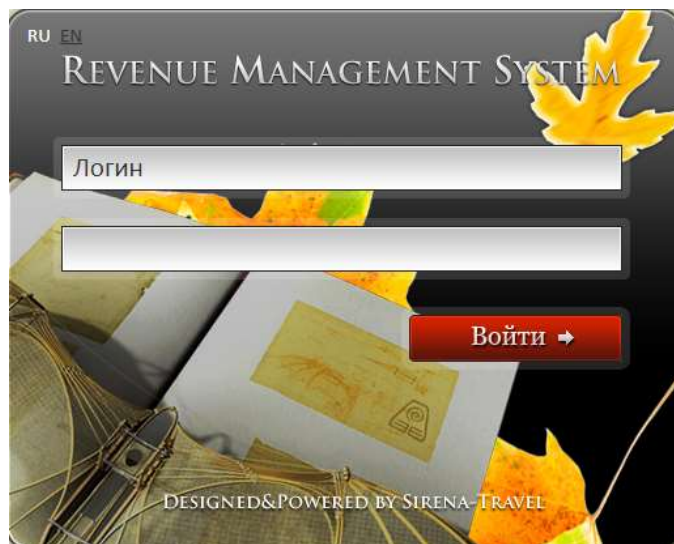 RU EN
REVENUE MANAGEMENT SYSTEM
Логин
Войти
DESIGNED&POWERED BY SIRENA-TRAVEL